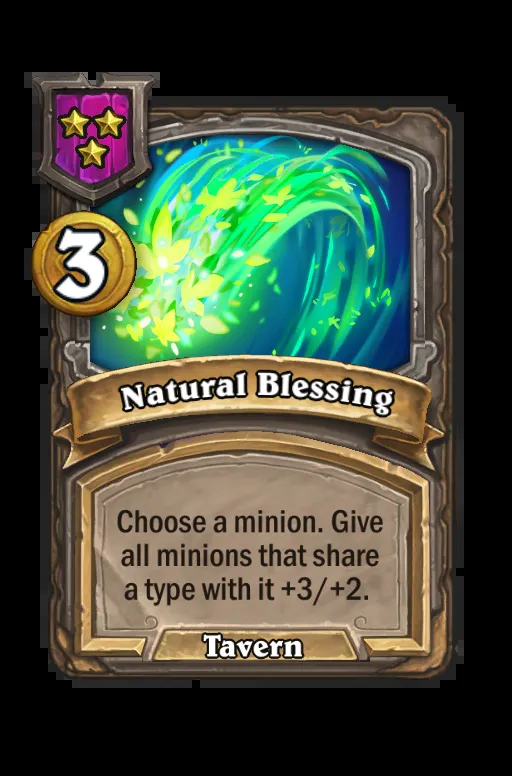 3
Natural Blessing
Choose a minion. Give
all minions that share
a type with it +3/+2.
Tavern